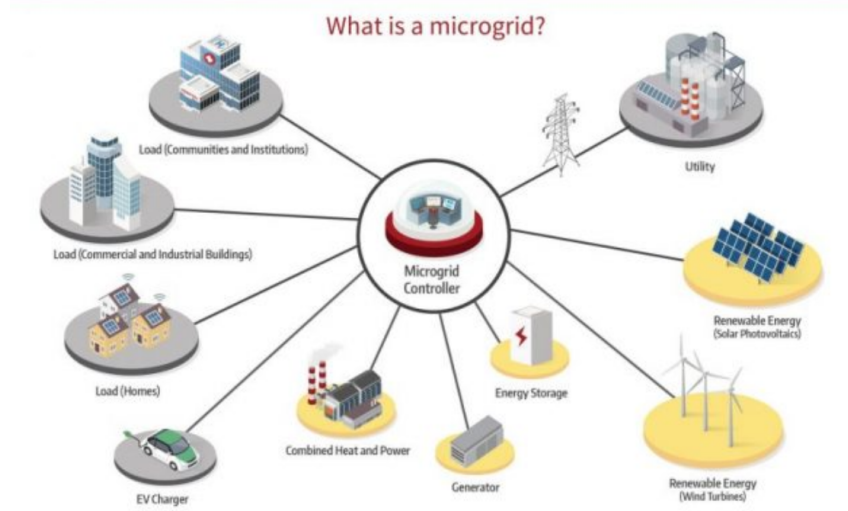 What is a microgrid?
Load (Communities and Institutions)
Utility
Load (Commercial and Industrial Buildings)
Microgrid
Controller
Renewable Energy
(Solar Photovoltaics)
Load (Homes)
Energy Storage
Combined Heat and Power
Generator
Renewable Energy
(Wind Turbines)
EV Charger